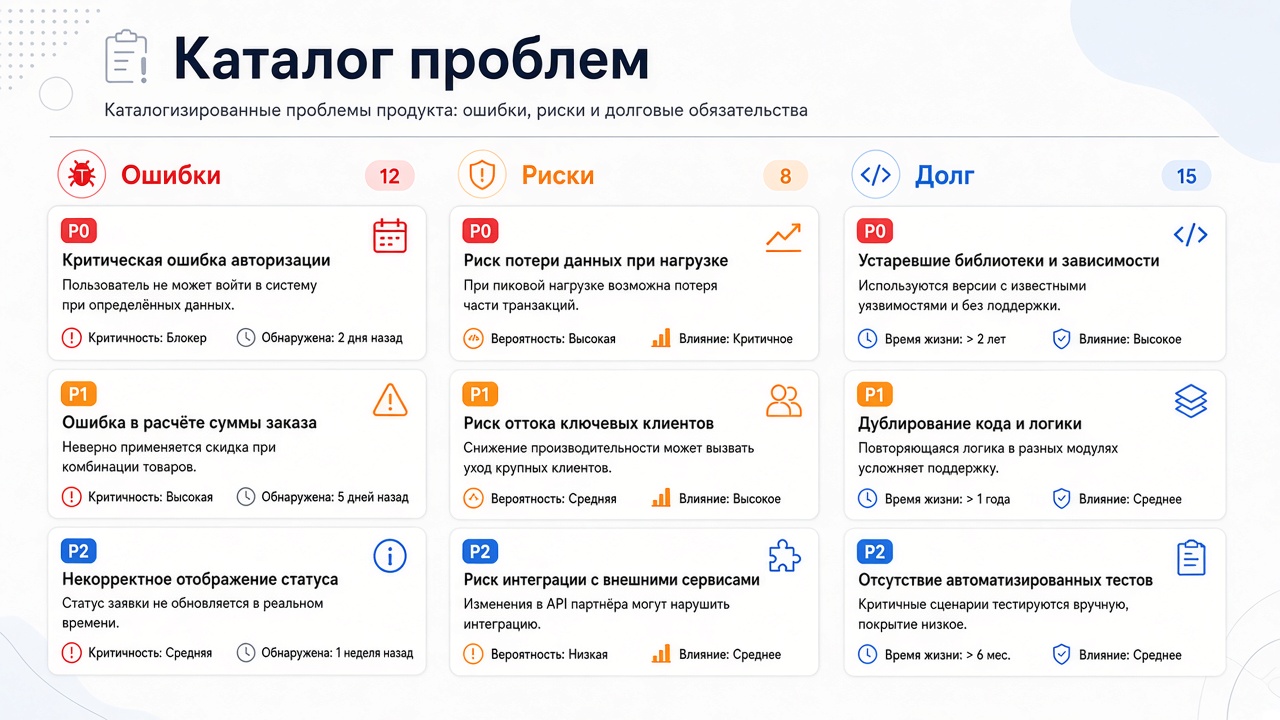 Каталог проблем
Каталогизированные проблемы продукта: ошибки, риски и долговые обязательства
Ошибки
12
P0
Критическая ошибка авторизации
Пользователь не может войти в систему
при определённых данных.
Критичность: Блокер
Обнаружена: 2 дня назад
P1
Ошибка в расчёте суммы заказа
Неверно применяется скидка при
комбинации товаров.
Критичность: Высокая
Обнаружена: 5 дней назад
P2
Некорректное отображение статуса
Статус заявки не обновляется в реальном
времени.
Критичность: Средняя
Обнаружена: 1 неделя назад
Риски
8
P0
Риск потери данных при нагрузке
При пиковой нагрузке возможна потеря
части транзакций.
Вероятность: Высокая
Влияние: Критичное
P1
Риск оттока ключевых клиентов
Снижение производительности может вызвать
уход крупных клиентов.
Вероятность: Средняя
Влияние: Высокое
P2
Риск интеграции с внешними сервисами
Изменения в API партнёра могут нарушить
интеграцию.
Вероятность: Низкая
Влияние: Среднее
Долг
15
P0
Устаревшие библиотеки и зависимости
Используются версии с известными
уязвимостями и без поддержки.
Время жизни: > 2 лет
Влияние: Высокое
P1
Дублирование кода и логики
Повторяющаяся логика в разных модулях
усложняет поддержку.
Время жизни: > 1 года
Влияние: Среднее
P2
Отсутствие автоматизированных тестов
Критичные сценарии тестируются вручную,
покрытие низкое.
Время жизни: > 6 мес.
Влияние: Среднее